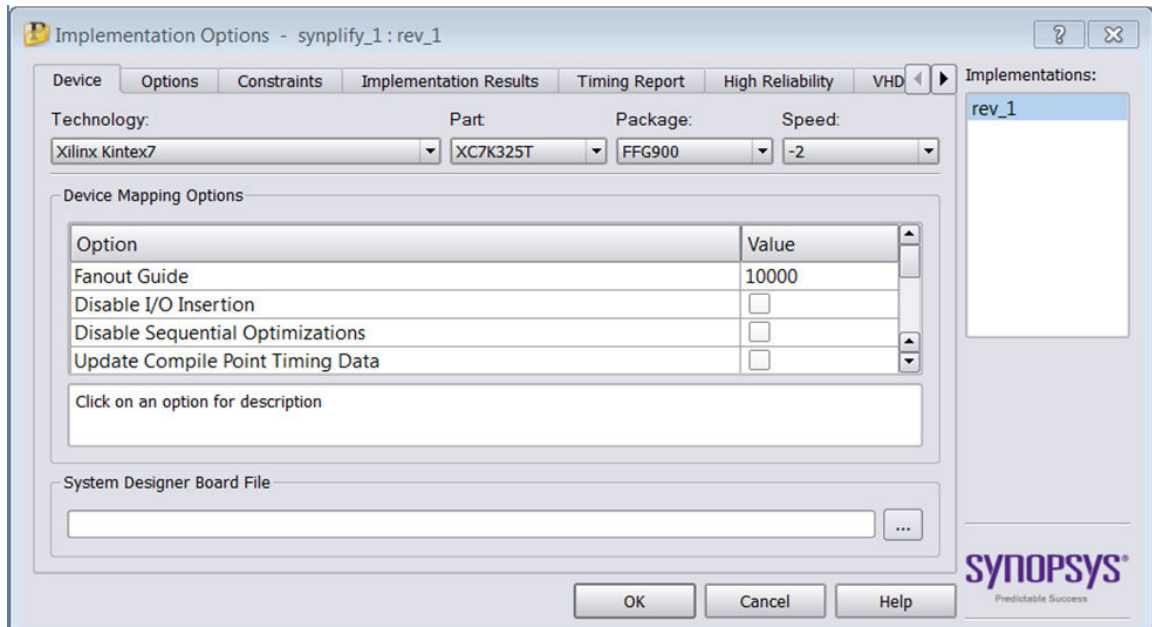 Implementation Options - synplify_1 : rev_1
Device Options Constraints Implementation Results Timing Report High Reliability VHD
Implementations:
rev_1
Technology: Part Package: Speed:
Xilinx Kintex7 XC7K325T FFG900 -2
Device Mapping Options
Option Value
Fanout Guide 10000
Disable I/O Insertion
Disable Sequential Optimizations
Update Compile Point Timing Data
Click on an option for description
System Designer Board File
...
OK Cancel Help
SYNOPSYS®
Predictable Success